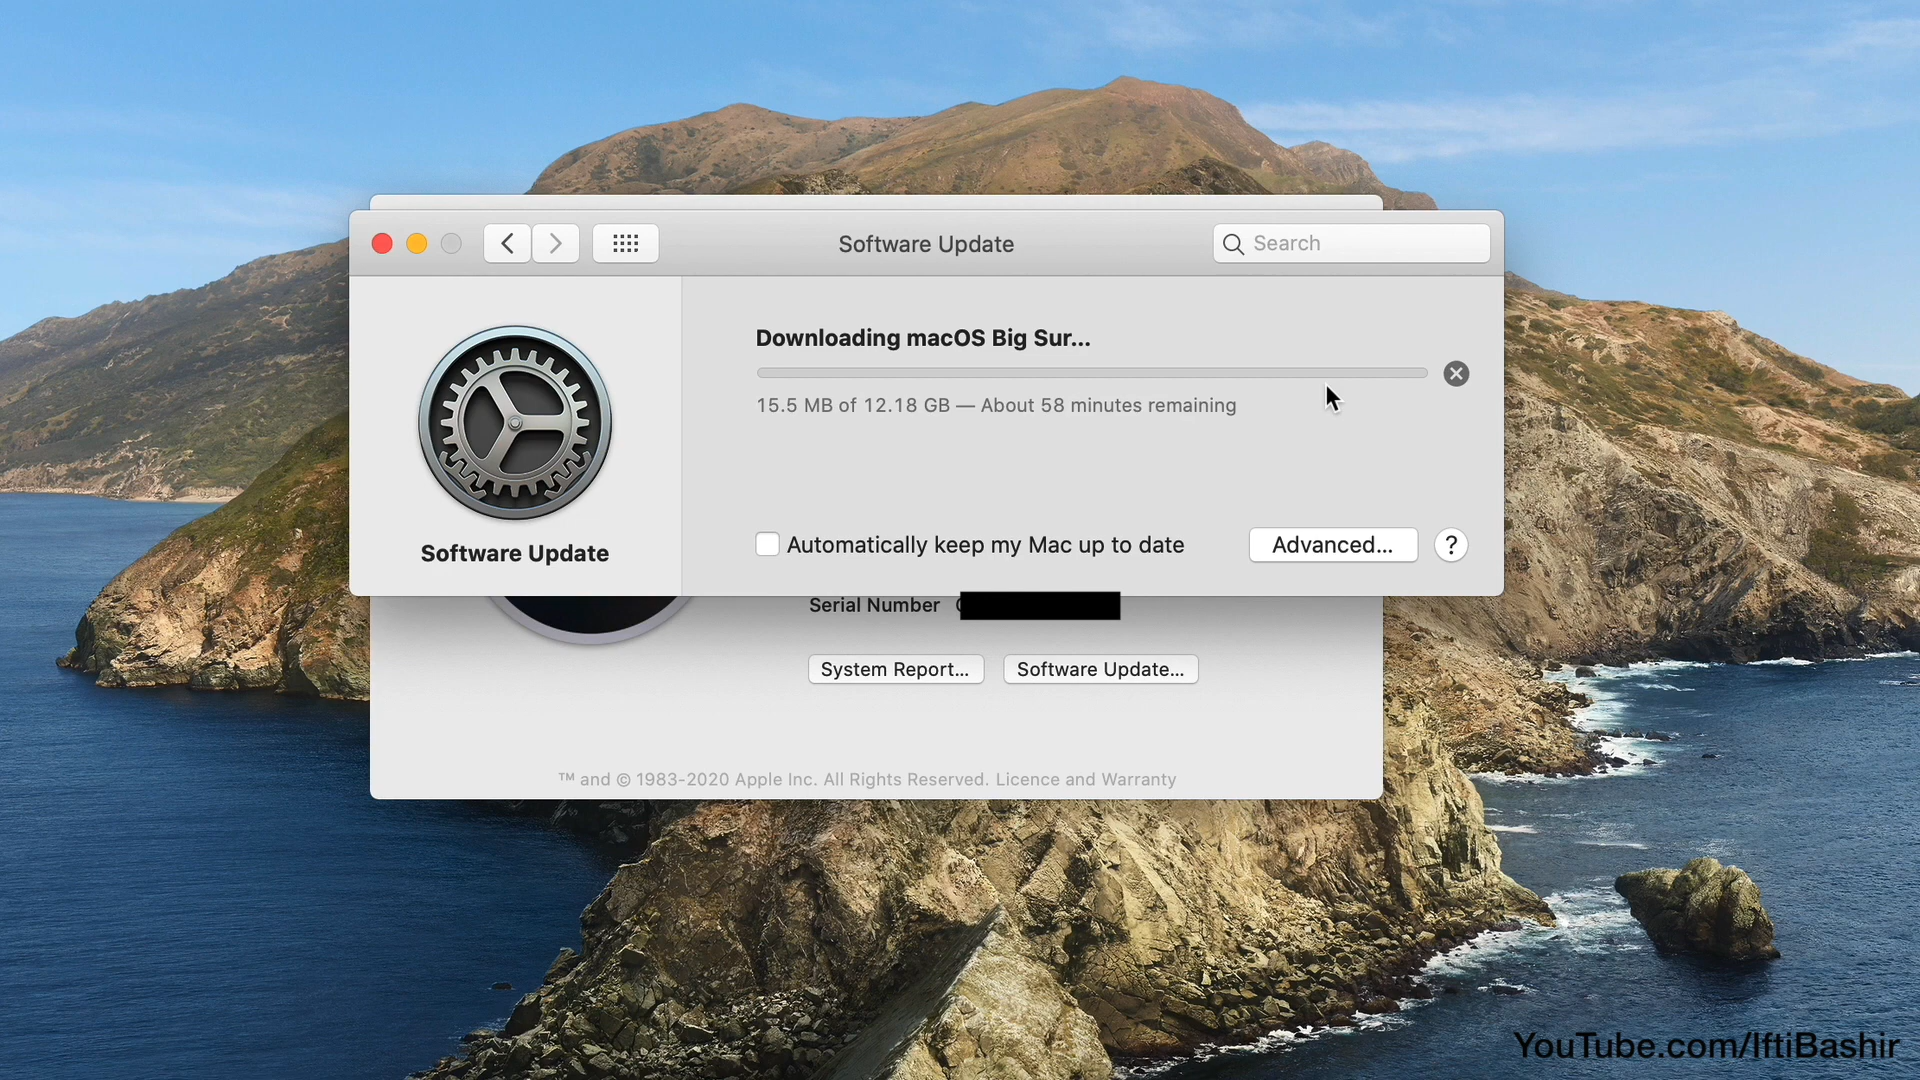 Software Update
Search
Downloading macOS Big Sur...
15.5 MB of 12.18 GB — About 58 minutes remaining
Software Update
Automatically keep my Mac up to date
Advanced...
?
Serial Number
System Report...
Software Update...
™ and © 1983-2020 Apple Inc. All Rights Reserved. Licence and Warranty
YouTube.com/IftiBashir